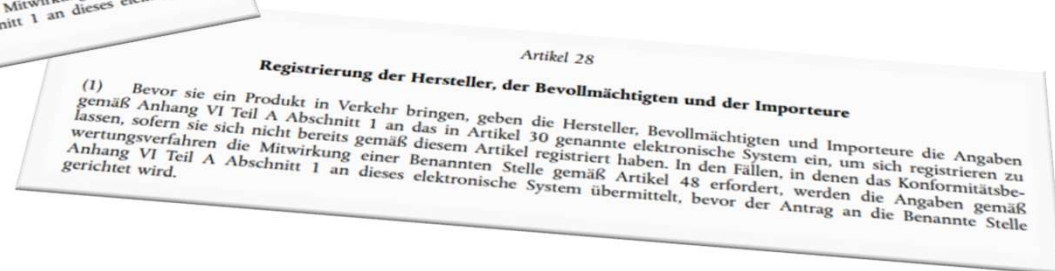 Mitwirku
nitt 1 an dieses
Artikel 28
Registrierung der Hersteller, der Bevollmächtigten und der Importeure
(1) Bevor sie ein Produkt in Verkehr bringen, geben die Hersteller, Bevollmächtigten und Importeure die Angaben
gemäß Anhang VI Teil A Abschnitt 1 an das in Artikel 30 genannte elektronische System ein, um sich registrieren zu
lassen, sofern sie sich nicht bereits gemäß diesem Artikel registriert haben. In den Fällen, in denen das Konformitätsbe-
wertungsverfahren die Mitwirkung einer Benannten Stelle gemäß Artikel 48 erfordert, werden die Angaben gemäß
Anhang VI Teil A Abschnitt 1 an dieses elektronische System übermittelt, bevor der Antrag an die Benannte Stelle
gerichtet wird.